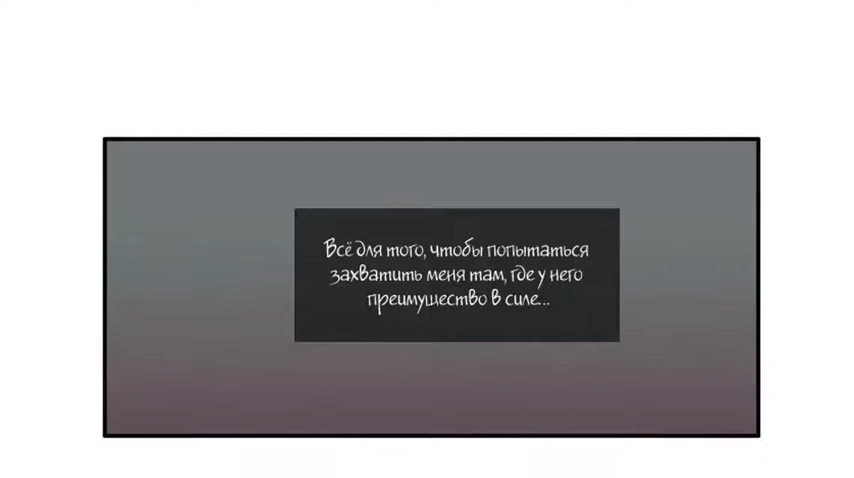 Всё для того, чтобы попытаться
захватить меня там, где у него
преимущество в силе...